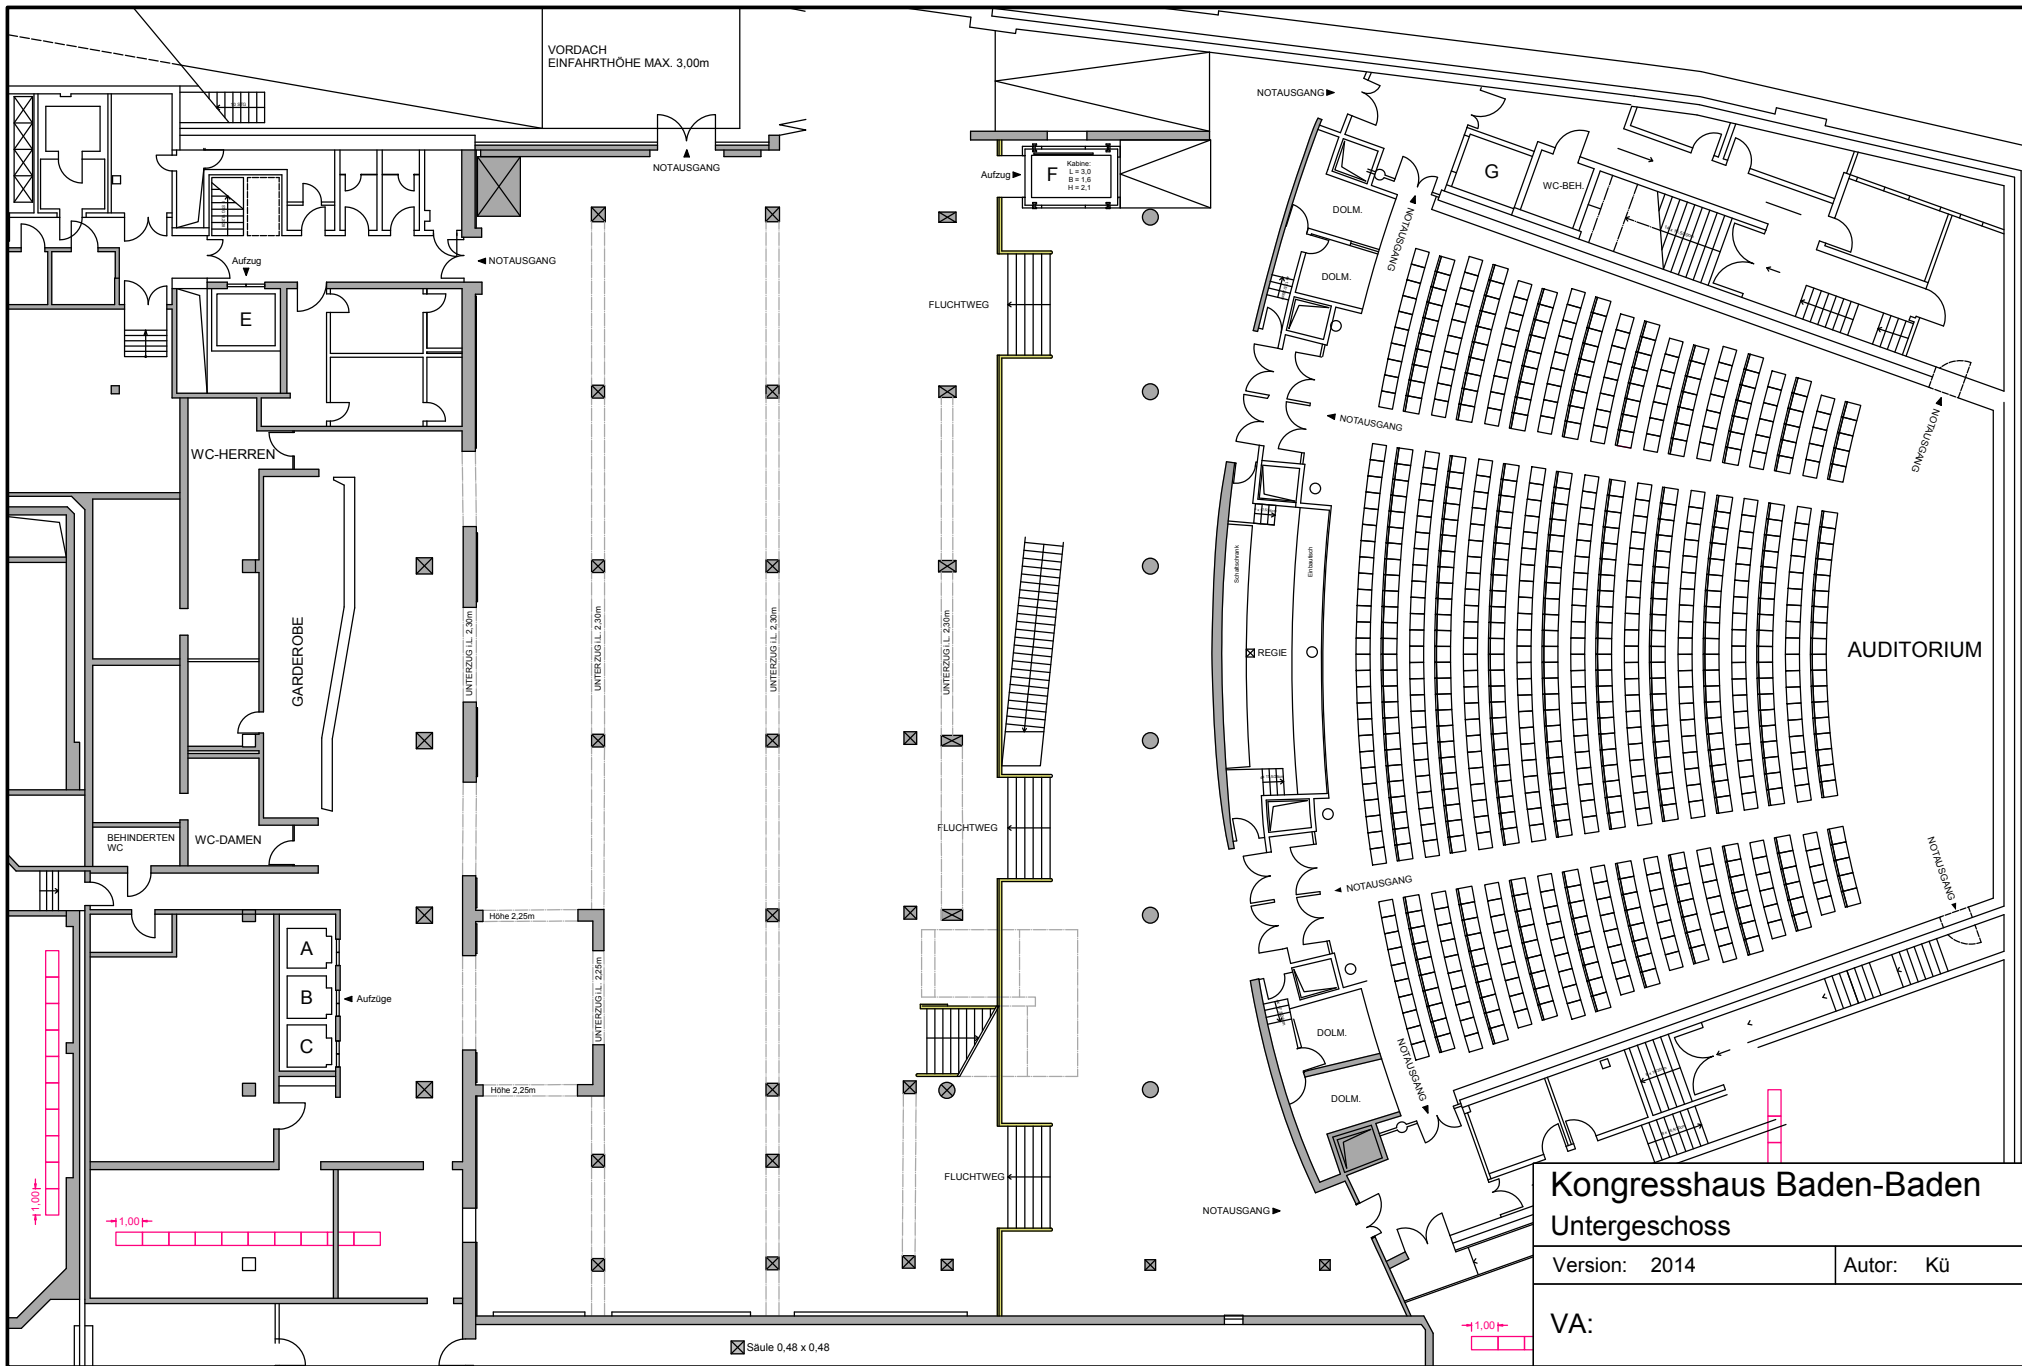 VORDACH
EINFAHRTHÖHE MAX. 3,00m
NOTAUSGANG
NOTAUSGANG
Aufzug
F
Kabine:
L = 3,0
B = 1,6
H = 2,1
G
WC-BEH.
DOLM.
NOTAUSGANG
Aufzug
NOTAUSGANG
DOLM.
E
FLUCHTWEG
NOTAUSGANG
NOTAUSGANG
WC-HERREN
Schaltschrank
Einbautisch
GARDEROBE
UNTERZUG i.L. 2,30m
UNTERZUG i.L. 2,30m
UNTERZUG i.L. 2,30m
UNTERZUG i.L. 2,30m
REGIE
AUDITORIUM
FLUCHTWEG
BEHINDERTEN
WC
WC-DAMEN
NOTAUSGANG
NOTAUSGANG
Höhe 2,25m
A
B
Aufzüge
C
UNTERZUG i.L. 2,25m
DOLM.
NOTAUSGANG
Höhe 2,25m
DOLM.
FLUCHTWEG
1,00
1,00
NOTAUSGANG
Kongresshaus Baden-Baden
Untergeschoss
Version: 2014
Autor: Kü
1,00
VA:
Säule 0,48 x 0,48